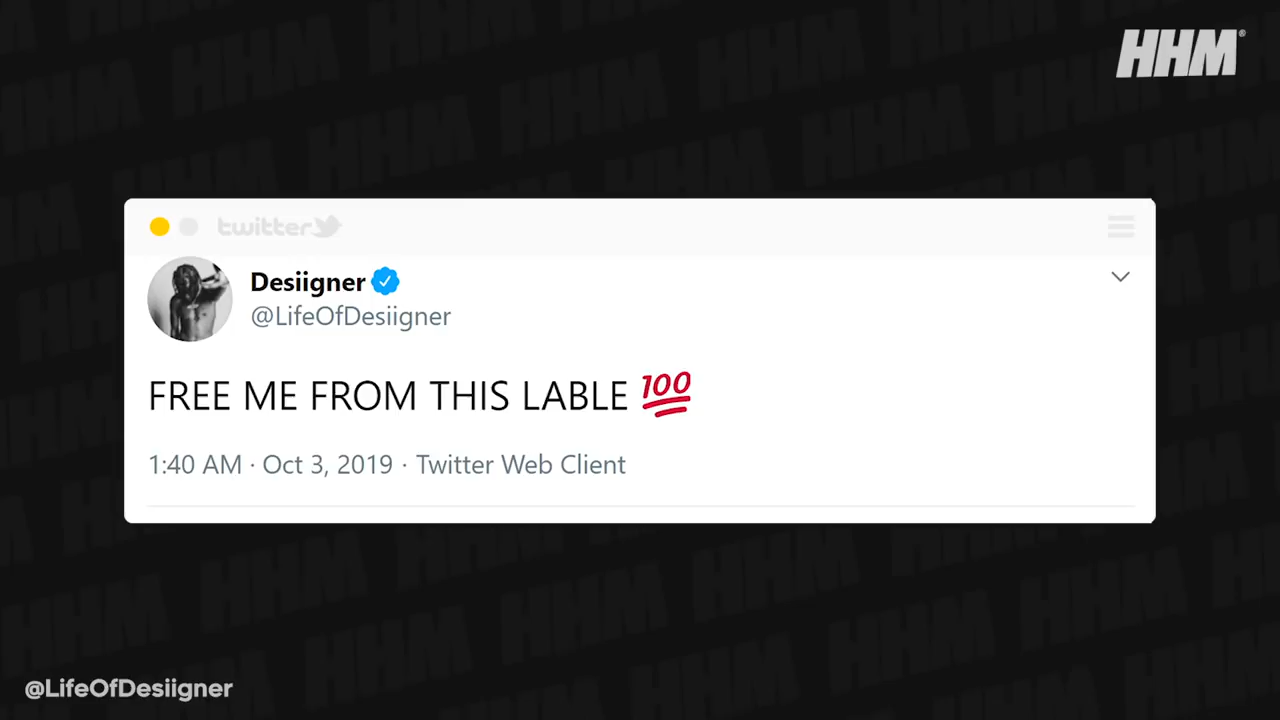 HHM®
twitter
Desiigner
@LifeOfDesiigner
FREE ME FROM THIS LABLE 💯
1:40 AM · Oct 3, 2019 · Twitter Web Client
@LifeOfDesiigner